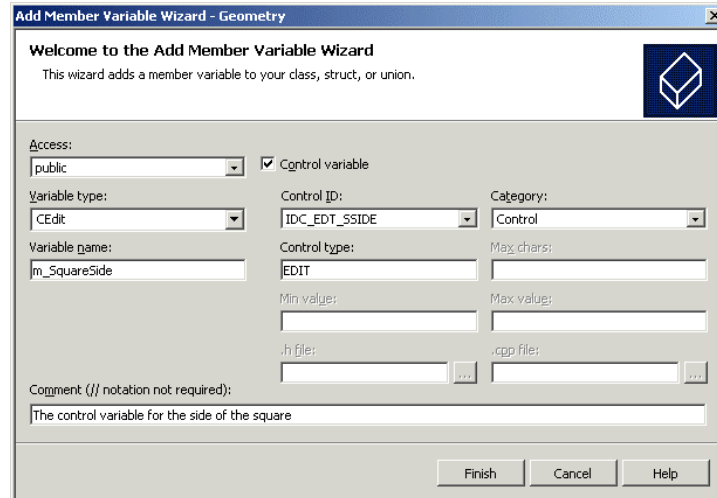 Add Member Variable Wizard - Geometry
Welcome to the Add Member Variable Wizard
This wizard adds a member variable to your class, struct, or union.
Access:
public
Control variable
Variable type:
Control ID:
Category:
CEdit
IDC_EDT_SSIDE
Control
Variable name:
Control type:
Max chars:
m_SquareSide
EDIT
Min value:
Max value:
.h file:
.cpp file:
...
...
Comment (// notation not required):
The control variable for the side of the square
Finish
Cancel
Help